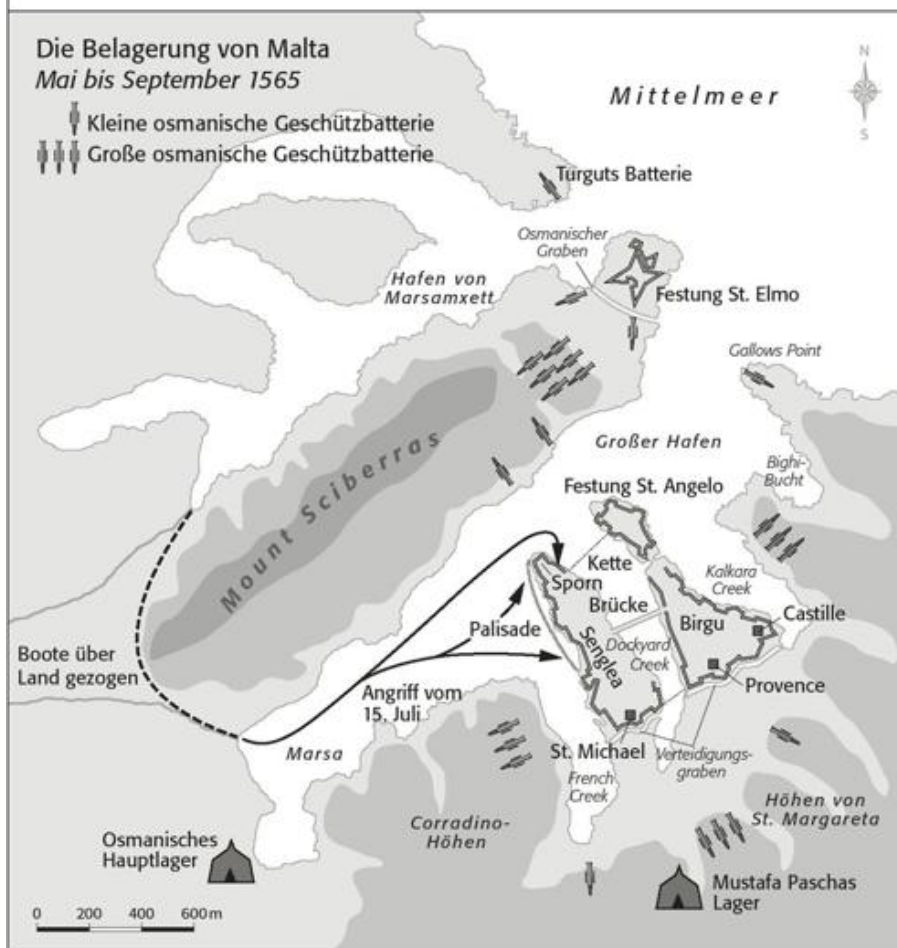 Die Belagerung von Malta
Mai bis September 1565
Kleine osmanische Geschützbatterie
Große osmanische Geschützbatterie
Mittelmeer
N
S
Turguts Batterie
Osmanischer
Graben
Hafen von
Marsamxett
Festung St. Elmo
Gallows Point
Großer Hafen
Mount Sciberras
Bighi-
Bucht
Festung St. Angelo
Kette
Sporn
Brücke
Kalkara
Creek
Castille
Birgu
Palisade
Senglea
Dockyard
Creek
Boote über
Land gezogen
Provence
Angriff vom
15. Juli
Marsa
St. Michael
Verteidigungs-
graben
French
Creek
Höhen von
St. Margareta
Corradino-
Höhen
Osmanisches
Hauptlager
Mustafa Paschas
Lager
0 200 400 600 m